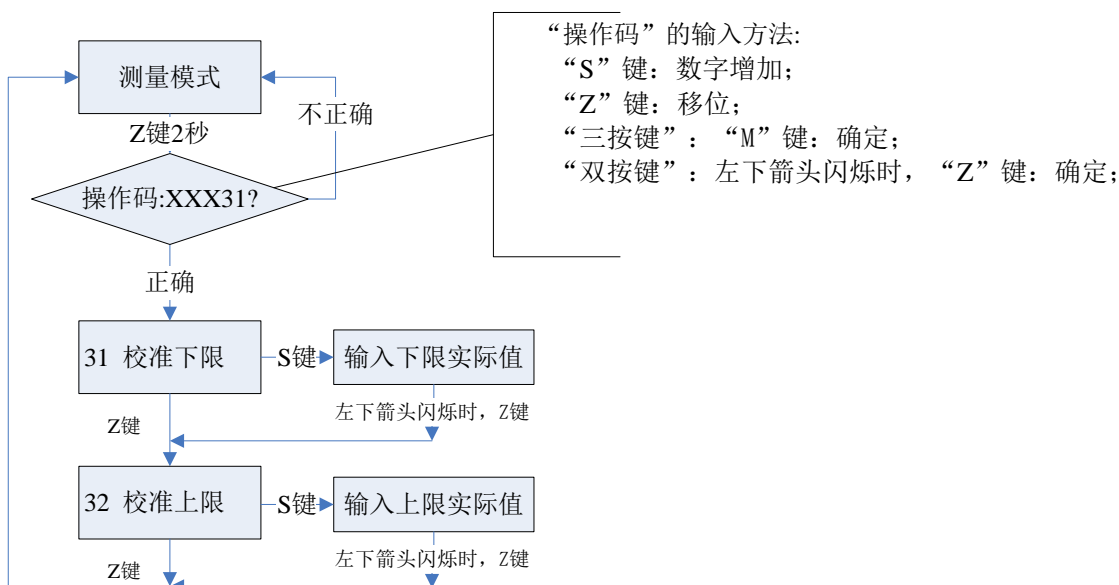 “操作码”的输入方法:
“S”键：数字增加；
“Z”键：移位；
“三按键”：“M”键：确定；
“双按键”：左下箭头闪烁时，“Z”键：确定；
测量模式
不正确
Z键2秒
操作码:XXX31?
正确
31 校准下限
S键
输入下限实际值
Z键
左下箭头闪烁时，Z键
32 校准上限
S键
输入上限实际值
Z键
左下箭头闪烁时，Z键